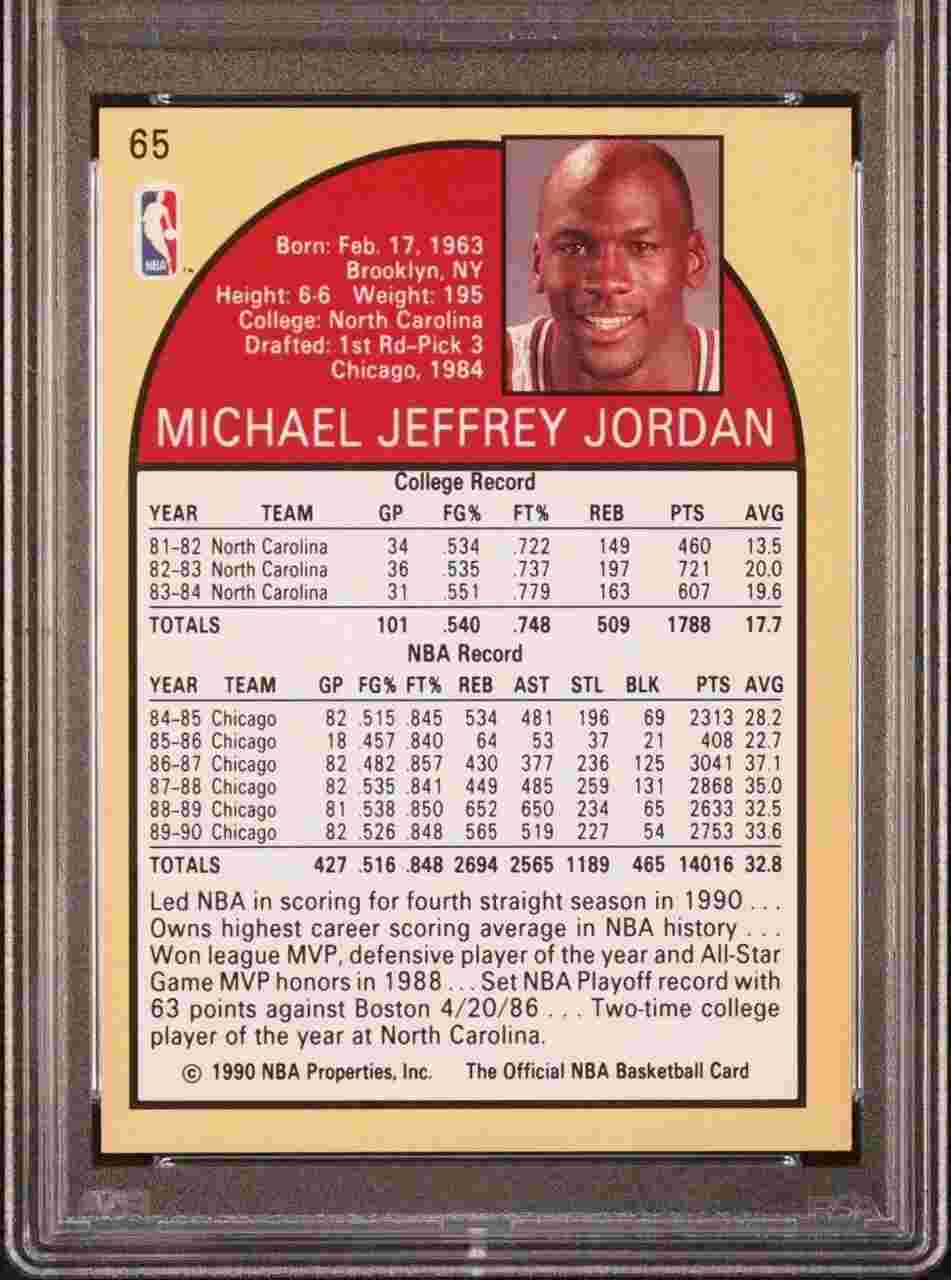 65
NBA
Born: Feb. 17, 1963
Brooklyn, NY
Height: 6-6 Weight: 195
College: North Carolina
Drafted: 1st Rd-Pick 3
Chicago, 1984
MICHAEL JEFFREY JORDAN
College Record
YEAR TEAM GP FG% FT% REB PTS AVG
81-82 North Carolina 34 .534 .722 149 460 13.5
82-83 North Carolina 36 .535 .737 197 721 20.0
83-84 North Carolina 31 .551 .779 163 607 19.6
TOTALS 101 .540 .748 509 1788 17.7
NBA Record
YEAR TEAM GP FG% FT% REB AST STL BLK PTS AVG
84-85 Chicago 82 .515 .845 534 481 196 69 2313 28.2
85-86 Chicago 18 .457 .840 64 53 37 21 408 22.7
86-87 Chicago 82 .482 .857 430 377 236 125 3041 37.1
87-88 Chicago 82 .535 .841 449 485 259 131 2868 35.0
88-89 Chicago 81 .538 .850 652 650 234 65 2633 32.5
89-90 Chicago 82 .526 .848 565 519 227 54 2753 33.6
TOTALS 427 .516 .848 2694 2565 1189 465 14016 32.8
Led NBA in scoring for fourth straight season in 1990 . . .
Owns highest career scoring average in NBA history . . .
Won league MVP, defensive player of the year and All-Star
Game MVP honors in 1988 . . . Set NBA Playoff record with
63 points against Boston 4/20/86 . . . Two-time college
player of the year at North Carolina.
© 1990 NBA Properties, Inc. The Official NBA Basketball Card
PSA